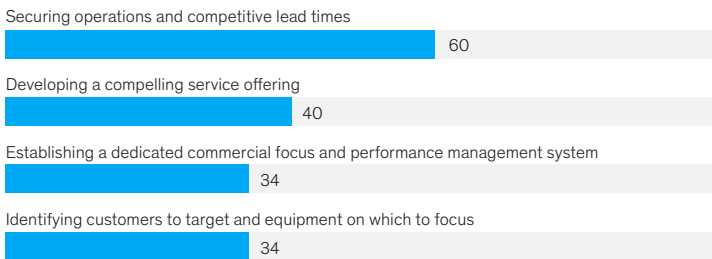 Securing operations and competitive lead times
60
Developing a compelling service offering
40
Establishing a dedicated commercial focus and performance management system
34
Identifying customers to target and equipment on which to focus
34